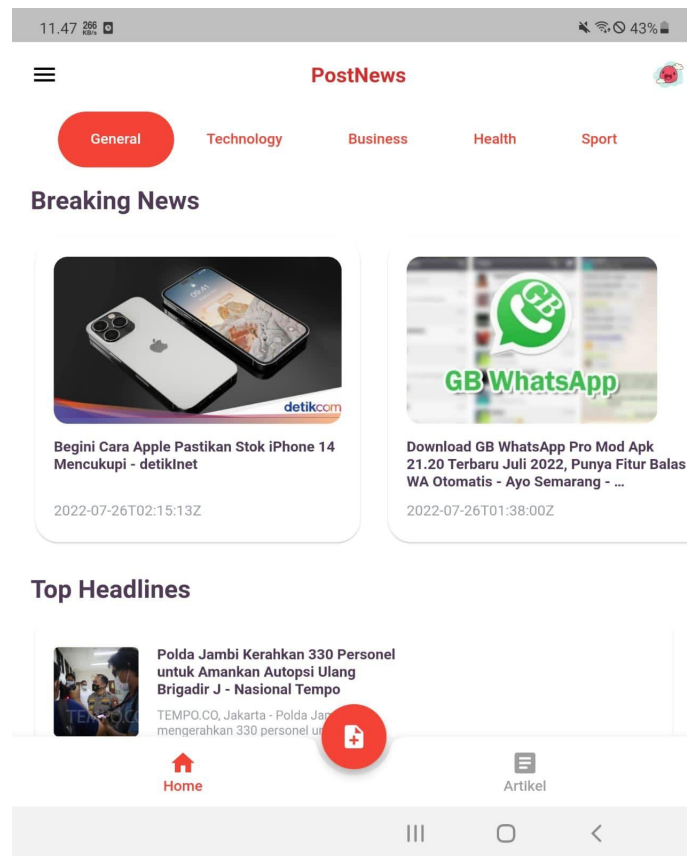 11.47 266 KB/s 43%
PostNews
General Technology Business Health Sport
Breaking News
detikcom
Begini Cara Apple Pastikan Stok iPhone 14
Mencukupi - detikInet
2022-07-26T02:15:13Z
GB
GB WhatsApp
Download GB WhatsApp Pro Mod Apk
21.20 Terbaru Juli 2022, Punya Fitur Balas
WA Otomatis - Ayo Semarang - ...
2022-07-26T01:38:00Z
Top Headlines
Polda Jambi Kerahkan 330 Personel
untuk Amankan Autopsi Ulang
Brigadir J - Nasional Tempo
TEMPO.CO, Jakarta - Polda
mengerahkan 330 personel
Home
Artikel